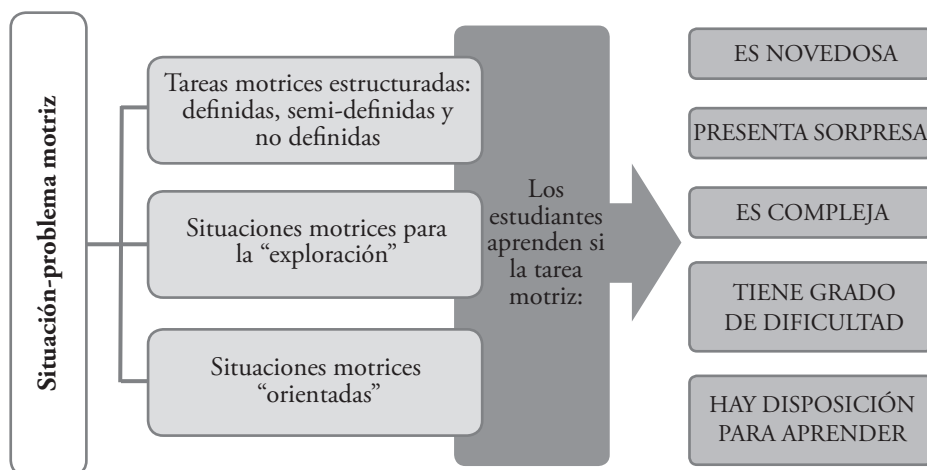 Situación-problema motriz
Tareas motrices estructuradas:
definidas, semi-definidas y
no definidas
Situaciones motrices para
la “exploración”
Situaciones motrices
“orientadas”
Los
estudiantes
aprenden si
la tarea
motriz:
ES NOVEDOSA
PRESENTA SORPRESA
ES COMPLEJA
TIENE GRADO
DE DIFICULTAD
HAY DISPOSICIÓN
PARA APRENDER